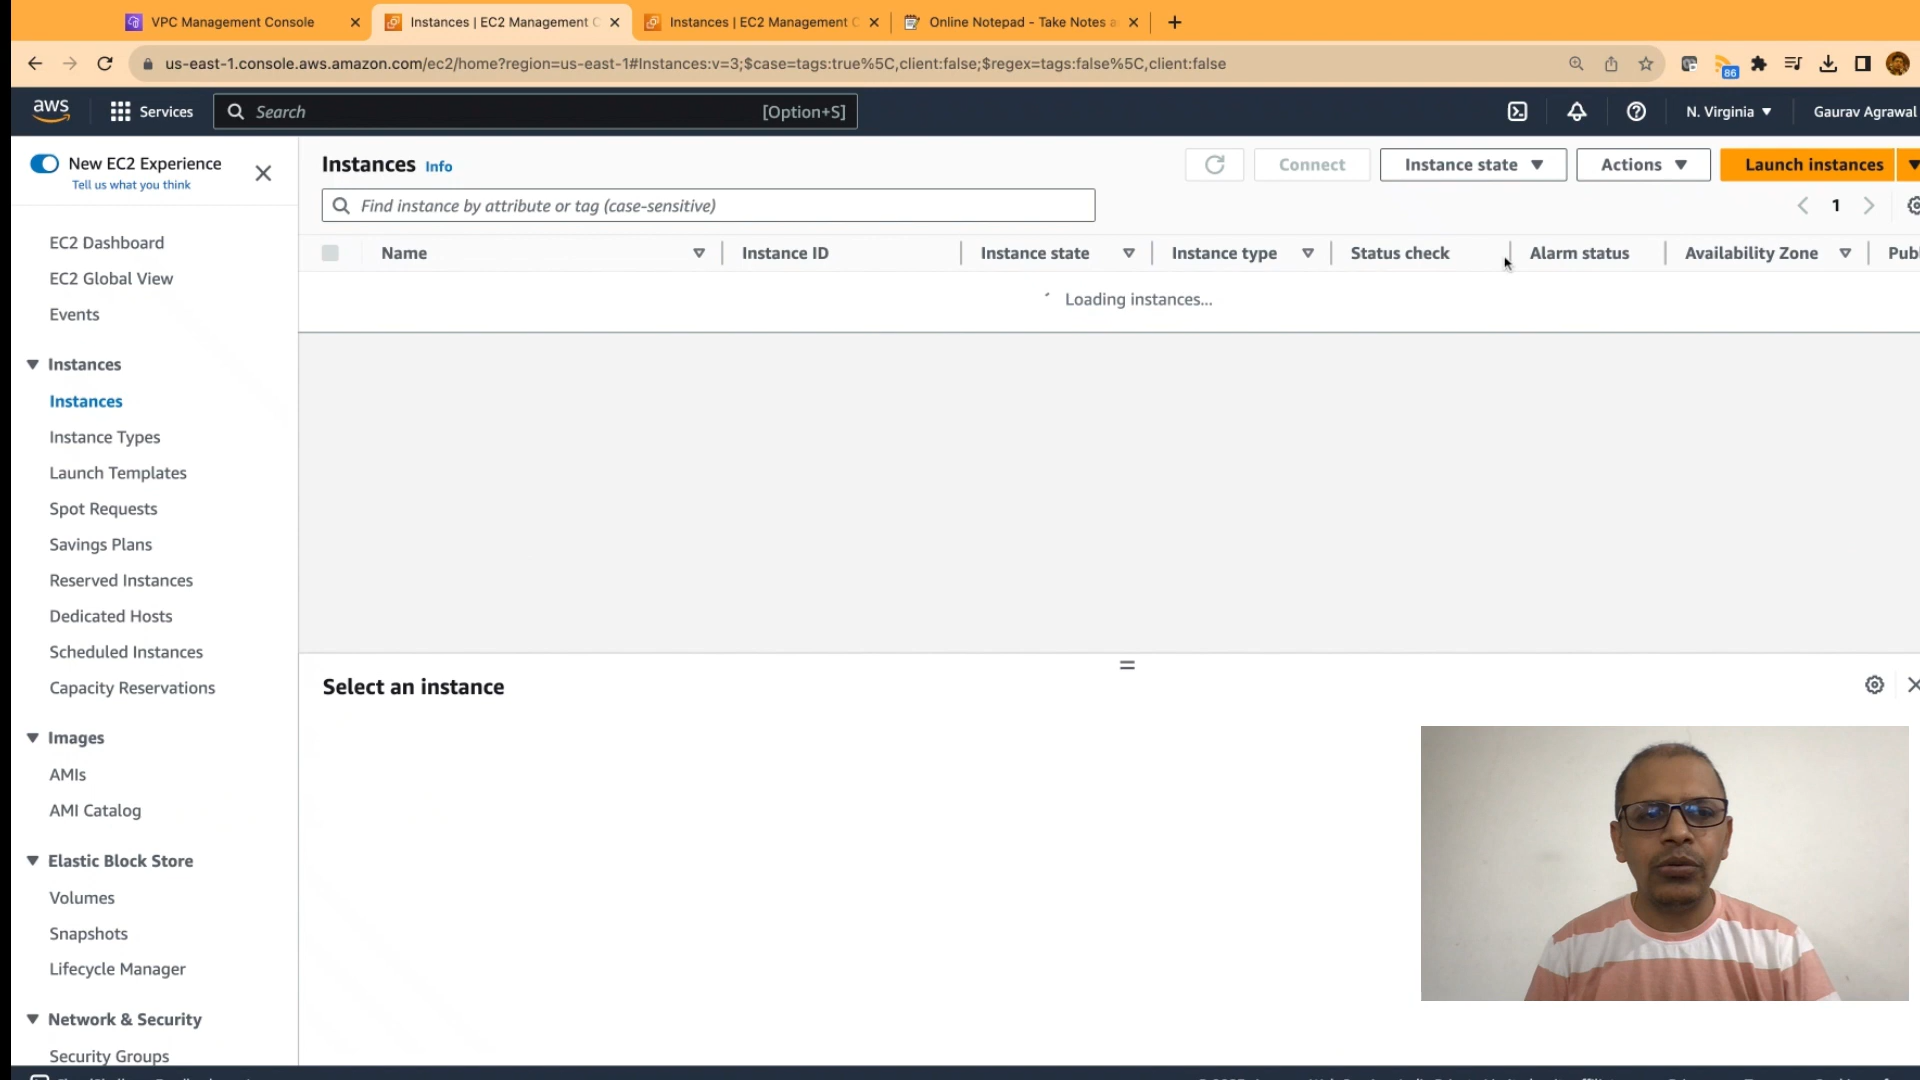 VPC Management Console
Instances | EC2 Management C
Instances | EC2 Management C
Online Notepad - Take Notes a
us-east-1.console.aws.amazon.com/ec2/home?region=us-east-1#Instances:v=3;$case=tags:true%5C,client:false;$regex=tags:false%5C,client:false
86
aws
Services
Search
[Option+S]
N. Virginia
Gaurav Agrawal
New EC2 Experience
Tell us what you think
EC2 Dashboard
EC2 Global View
Events
Instances
Instances
Instance Types
Launch Templates
Spot Requests
Savings Plans
Reserved Instances
Dedicated Hosts
Scheduled Instances
Capacity Reservations
Images
AMIs
AMI Catalog
Elastic Block Store
Volumes
Snapshots
Lifecycle Manager
Network & Security
Security Groups
Instances Info
Connect
Instance state
Actions
Launch instances
Find instance by attribute or tag (case-sensitive)
1
Name
Instance ID
Instance state
Instance type
Status check
Alarm status
Availability Zone
Publ
Loading instances...
Select an instance